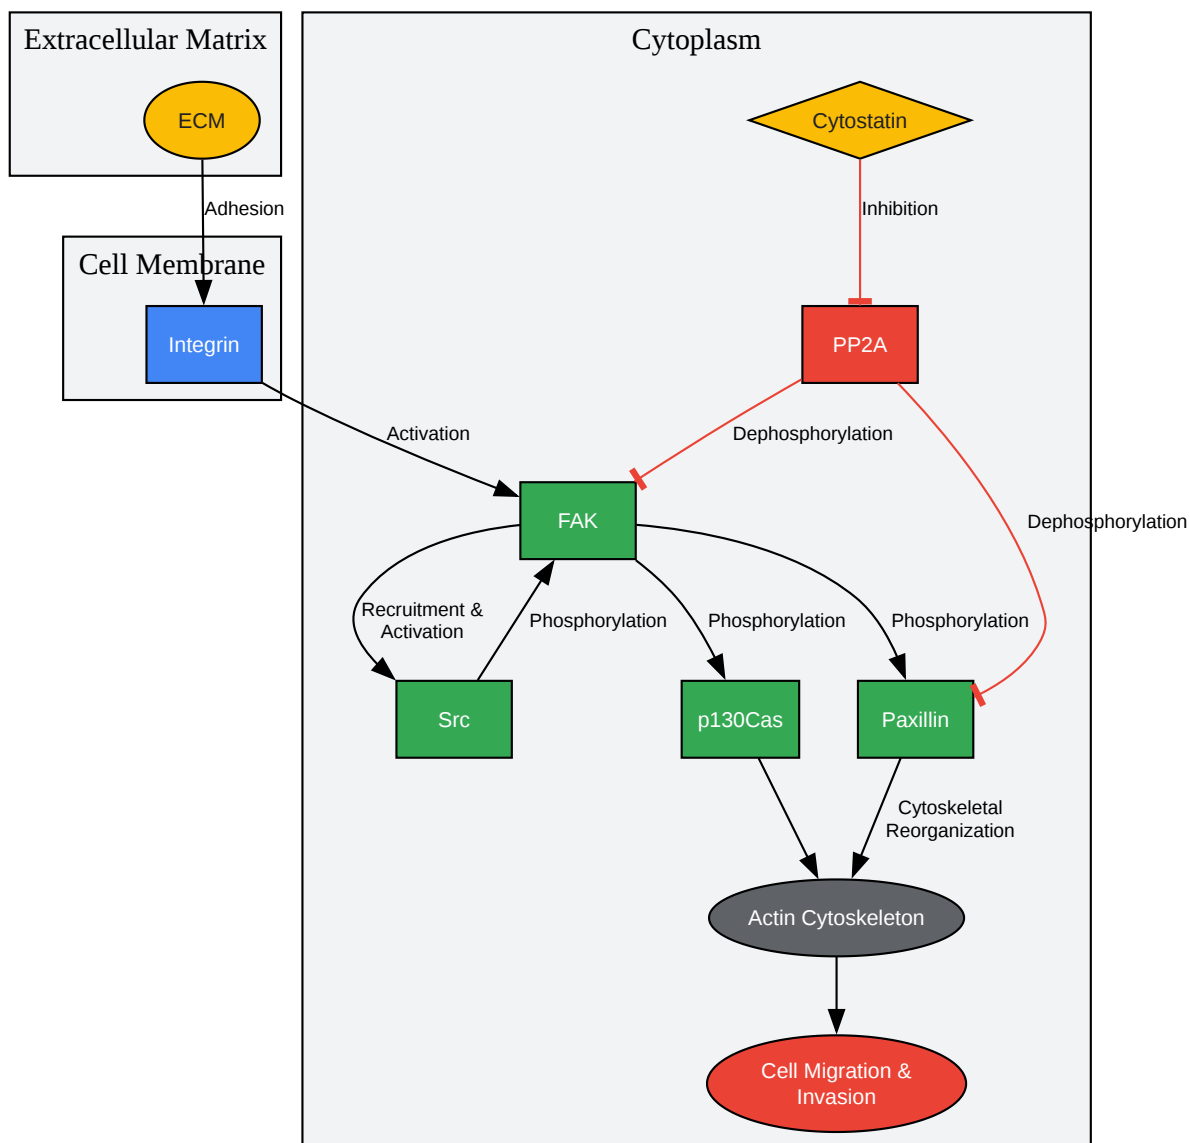 Extracellular Matrix
Cytoplasm
ECM
Cytostatin
Adhesion
Inhibition
Cell Membrane
Integrin
PP2A
Activation
Dephosphorylation
FAK
Dephosphorylation
Recruitment &
Activation
Phosphorylation
Phosphorylation
Phosphorylation
Src
p130Cas
Paxillin
Cytoskeletal
Reorganization
Actin Cytoskeleton
Cell Migration &
Invasion